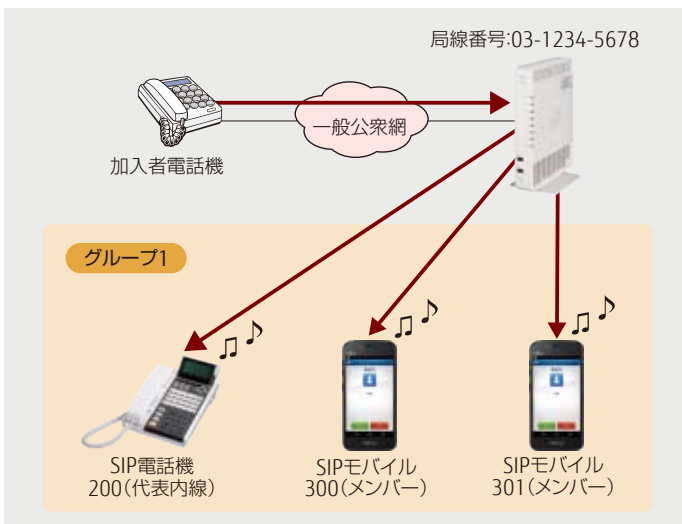 局線番号:03-1234-5678
一般公衆網
加入者電話機
グループ1
SIP電話機
200(代表内線)
SIPモバイル
300(メンバー)
SIPモバイル
301(メンバー)